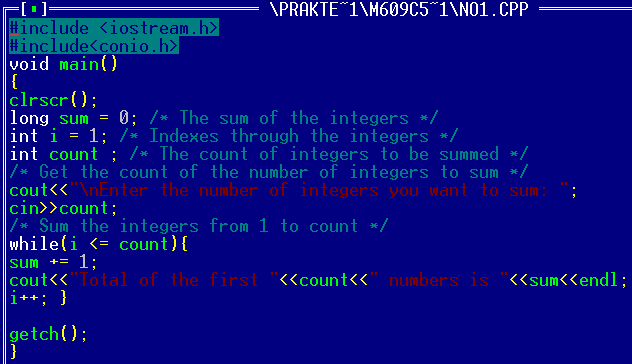 [▪] \PRAKTE~1\M609C5~1\NO1.CPP
#include <iostream.h>
#include<conio.h>
void main()
{
clrscr();
long sum = 0; /* The sum of the integers */
int i = 1; /* Indexes through the integers */
int count ; /* The count of integers to be summed */
/* Get the count of the number of integers to sum */
cout<<"\nEnter the number of integers you want to sum: ";
cin>>count;
/* Sum the integers from 1 to count */
while(i <= count){
sum += 1;
cout<<"Total of the first "<<count<<" numbers is "<<sum<<endl;
i++; }
getch();
}